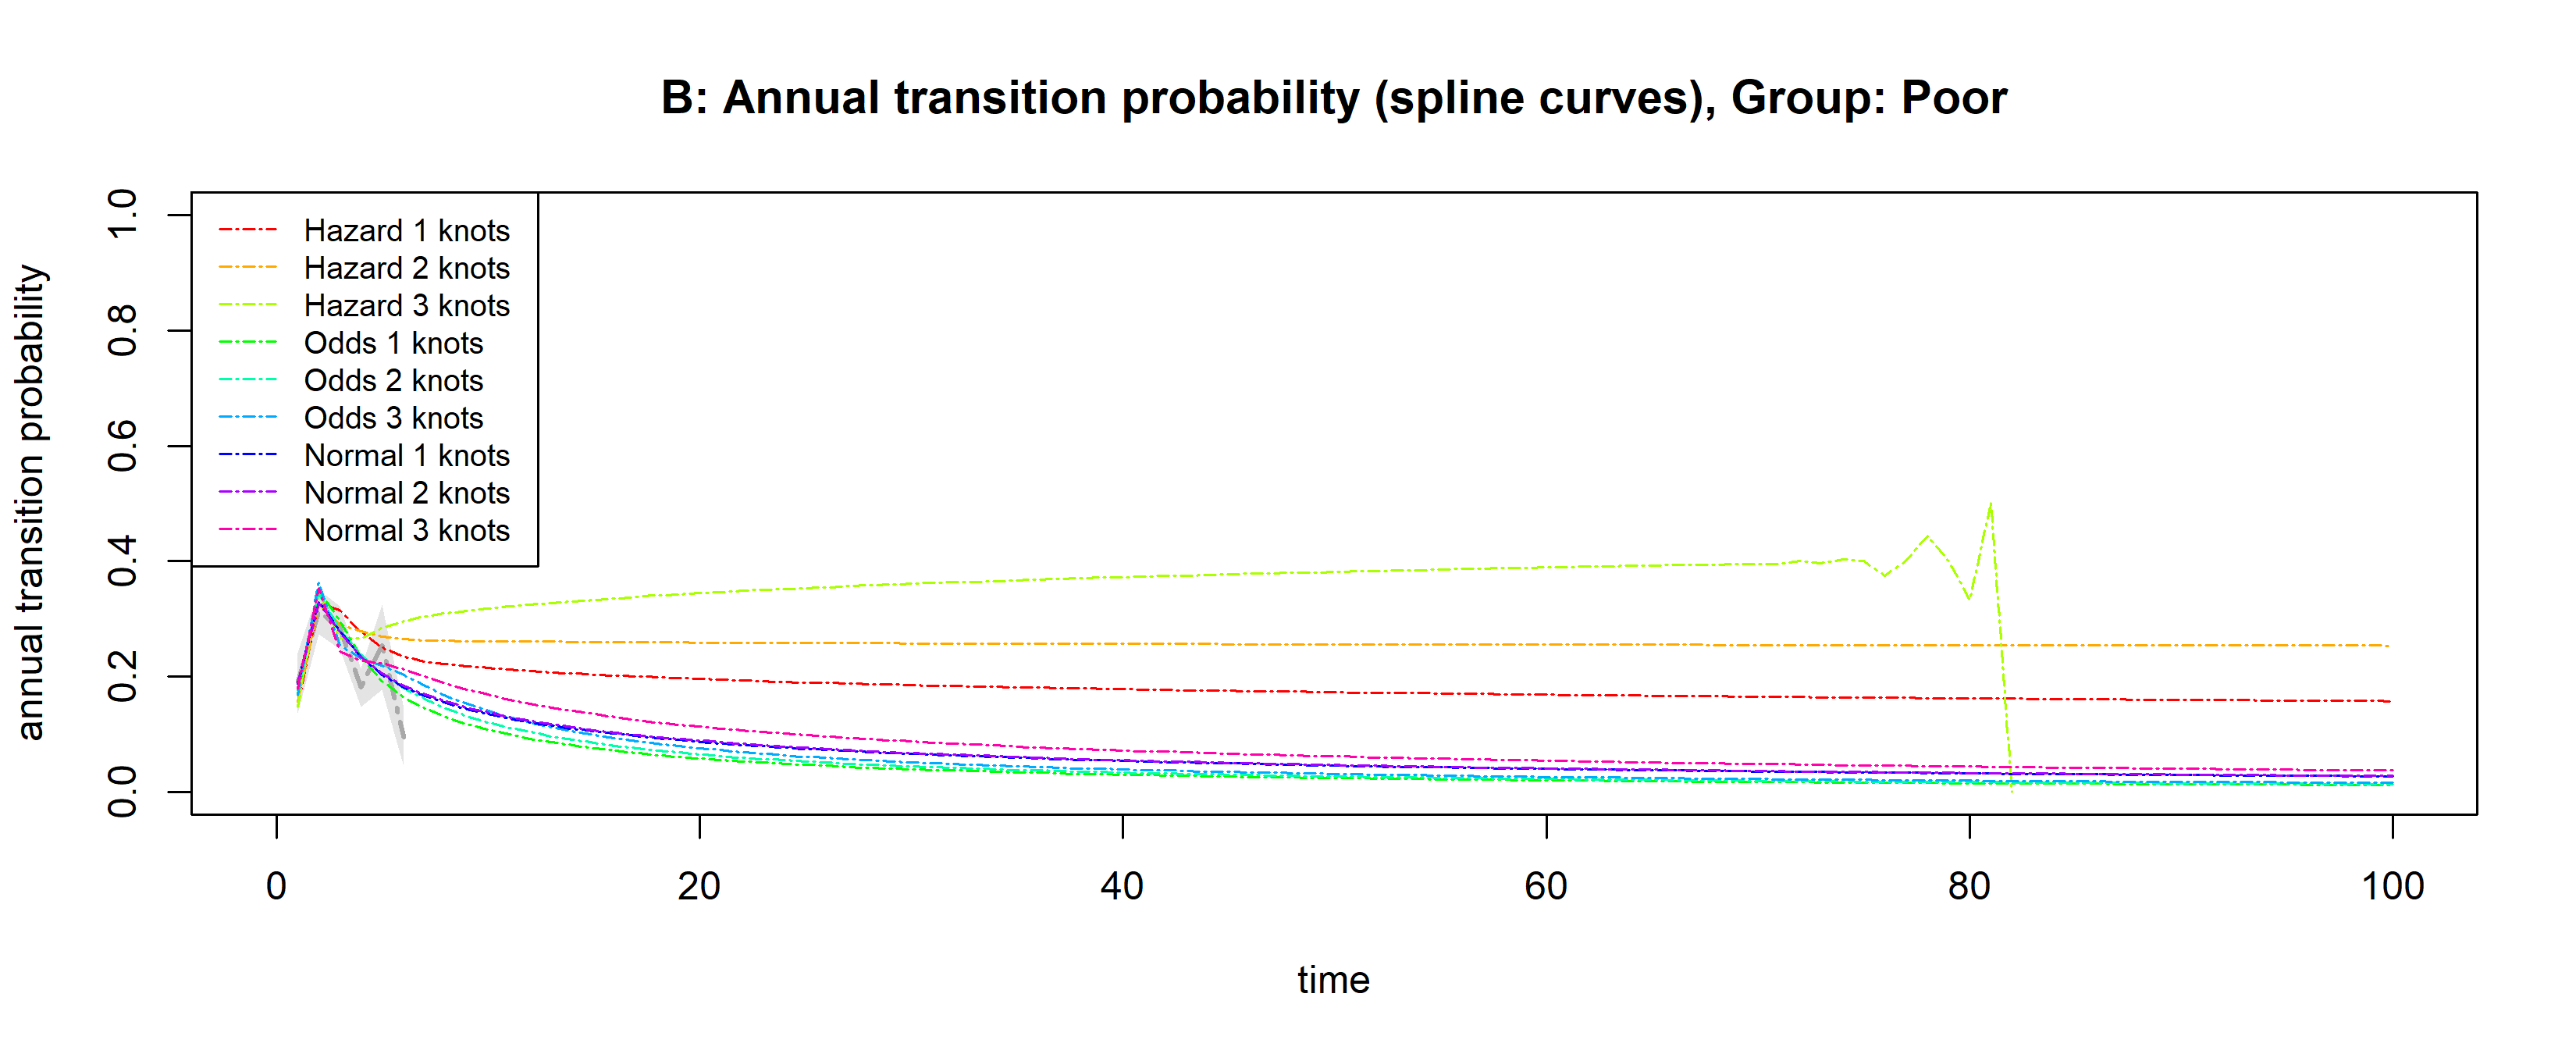 B: Annual transition probability (spline curves), Group: Poor
annual transition probability
1.0
0.8
0.6
0.4
0.2
0.0
Hazard 1 knots
Hazard 2 knots
Hazard 3 knots
Odds 1 knots
Odds 2 knots
Odds 3 knots
Normal 1 knots
Normal 2 knots
Normal 3 knots
0 20 40 60 80 100
time